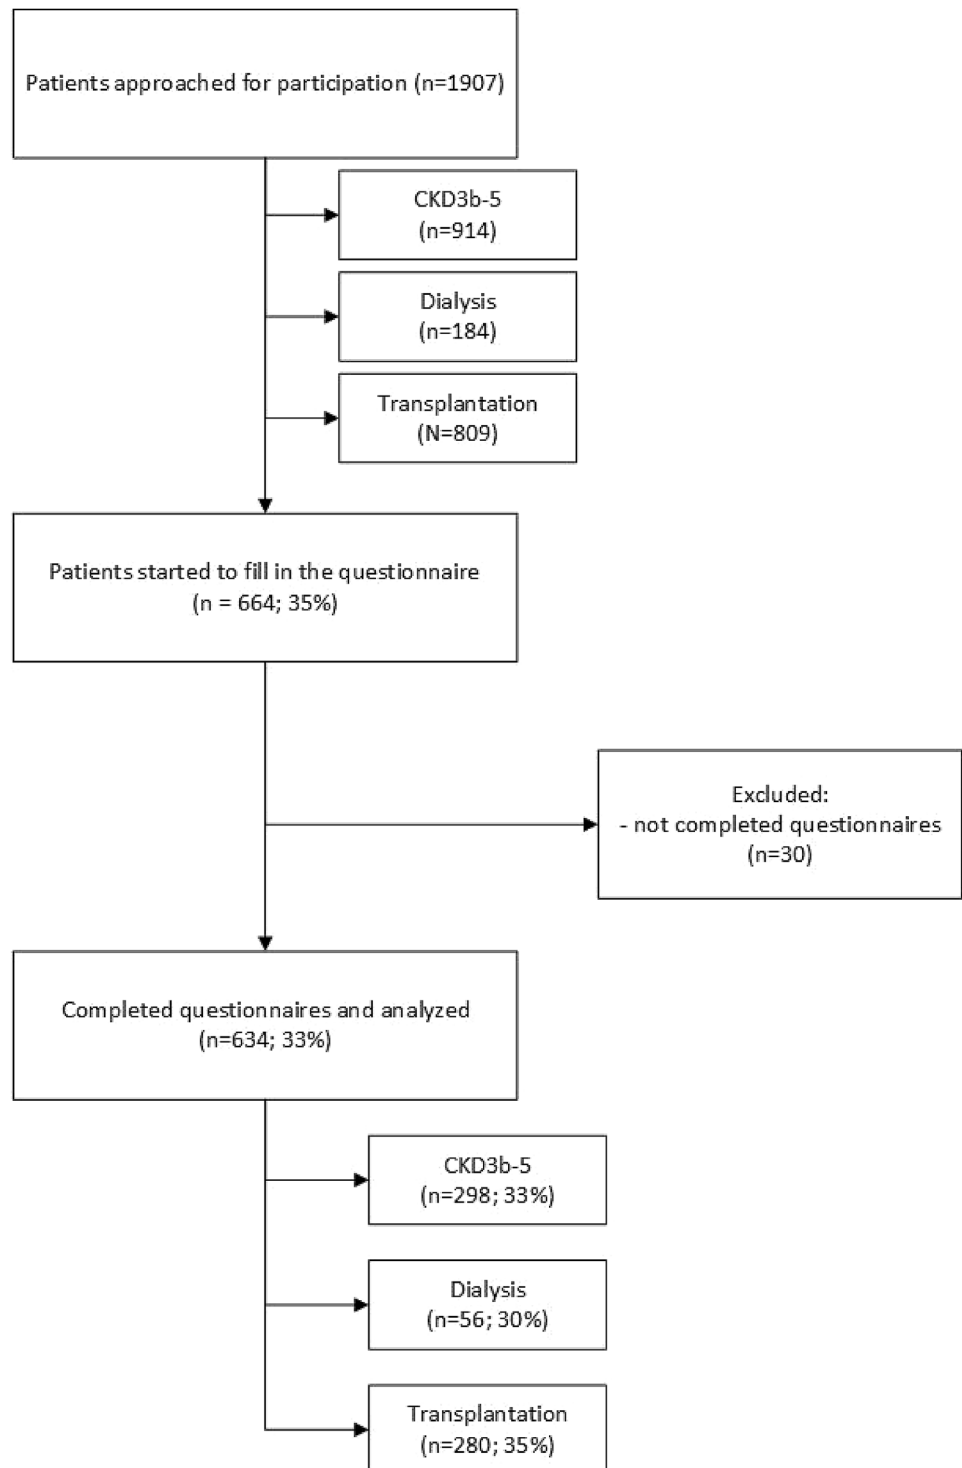 Patients approached for participation (n=1907)
CKD3b-5
(n=914)
Dialysis
(n=184)
Transplantation
(N=809)
Patients started to fill in the questionnaire
(n = 664; 35%)
Excluded:
- not completed questionnaires
(n=30)
Completed questionnaires and analyzed
(n=634; 33%)
CKD3b-5
(n=298; 33%)
Dialysis
(n=56; 30%)
Transplantation
(n=280; 35%)